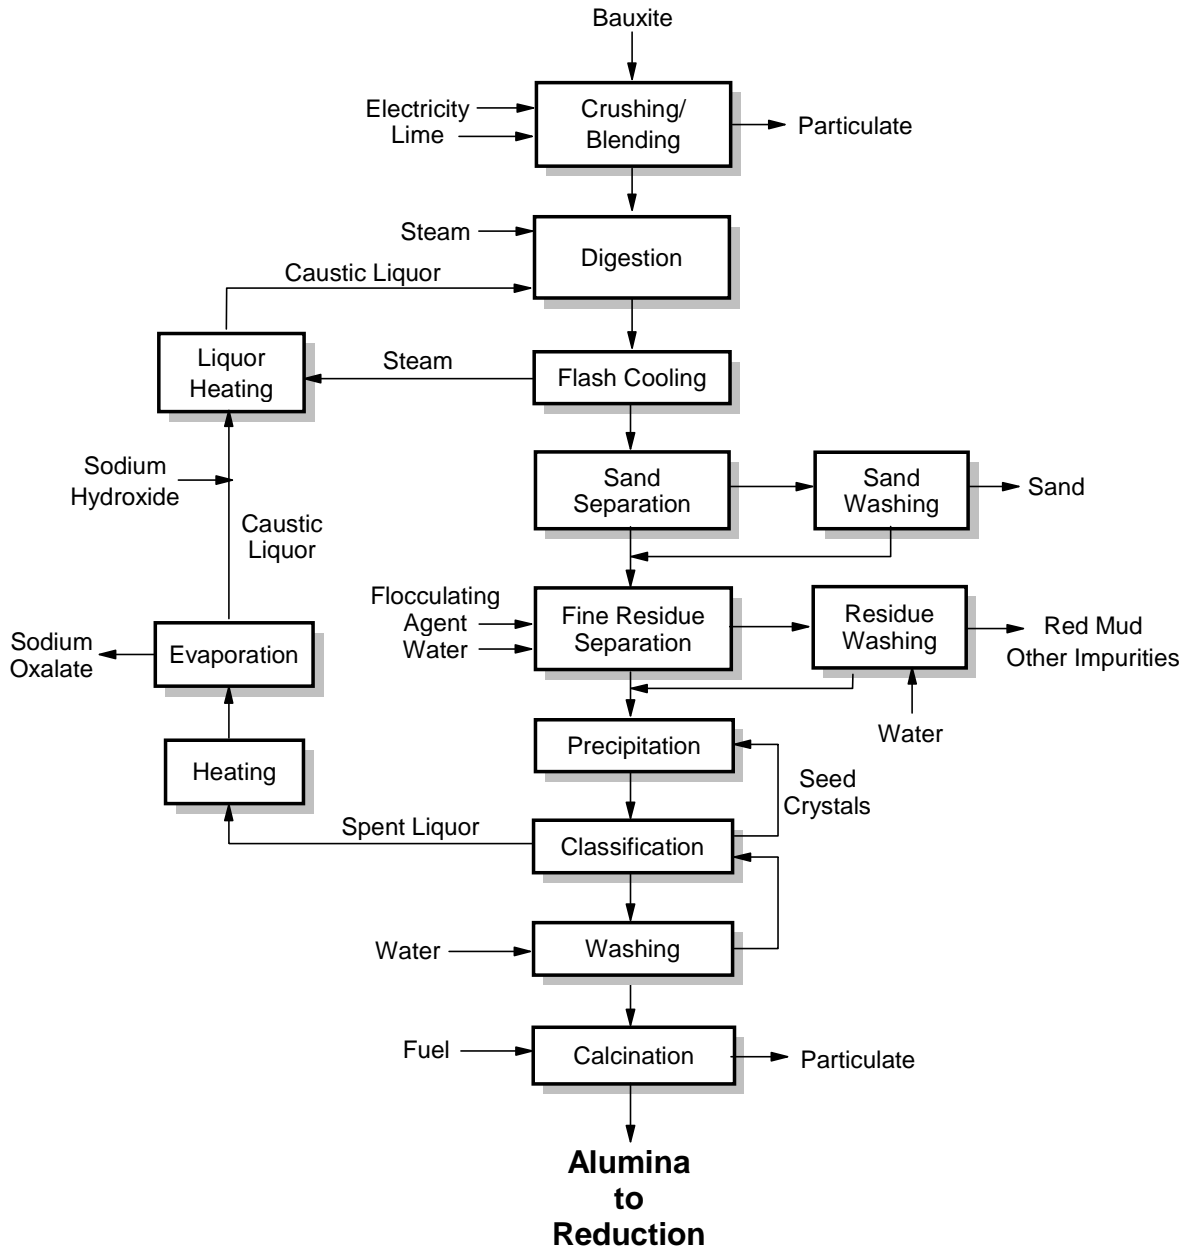 Bauxite
Electricity
Lime
Crushing/
Blending
Particulate
Steam
Digestion
Caustic Liquor
Liquor
Heating
Steam
Flash Cooling
Sodium
Hydroxide
Sand
Separation
Sand
Washing
Sand
Caustic
Liquor
Flocculating
Agent
Water
Fine Residue
Separation
Residue
Washing
Red Mud
Other Impurities
Sodium
Oxalate
Evaporation
Water
Precipitation
Heating
Seed
Crystals
Spent Liquor
Classification
Water
Washing
Fuel
Calcination
Particulate
Alumina
to
Reduction